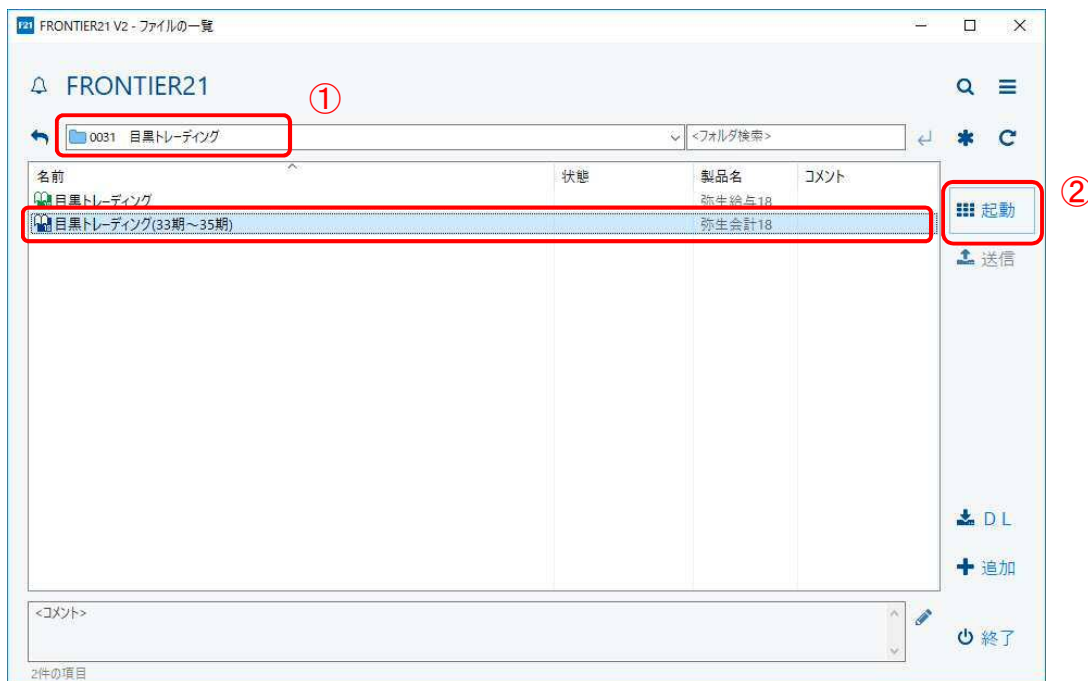 FRONTIER21 V2 - ファイルの一覧
FRONTIER21
①
0031 目黒トレーディング
<フォルダ検索>
名前 状態 製品名 コメント
目黒トレーディング 弥生給与18
目黒トレーディング(33期～35期) 弥生会計18
起動
②
送信
DL
追加
<コメント>
終了
2件の項目